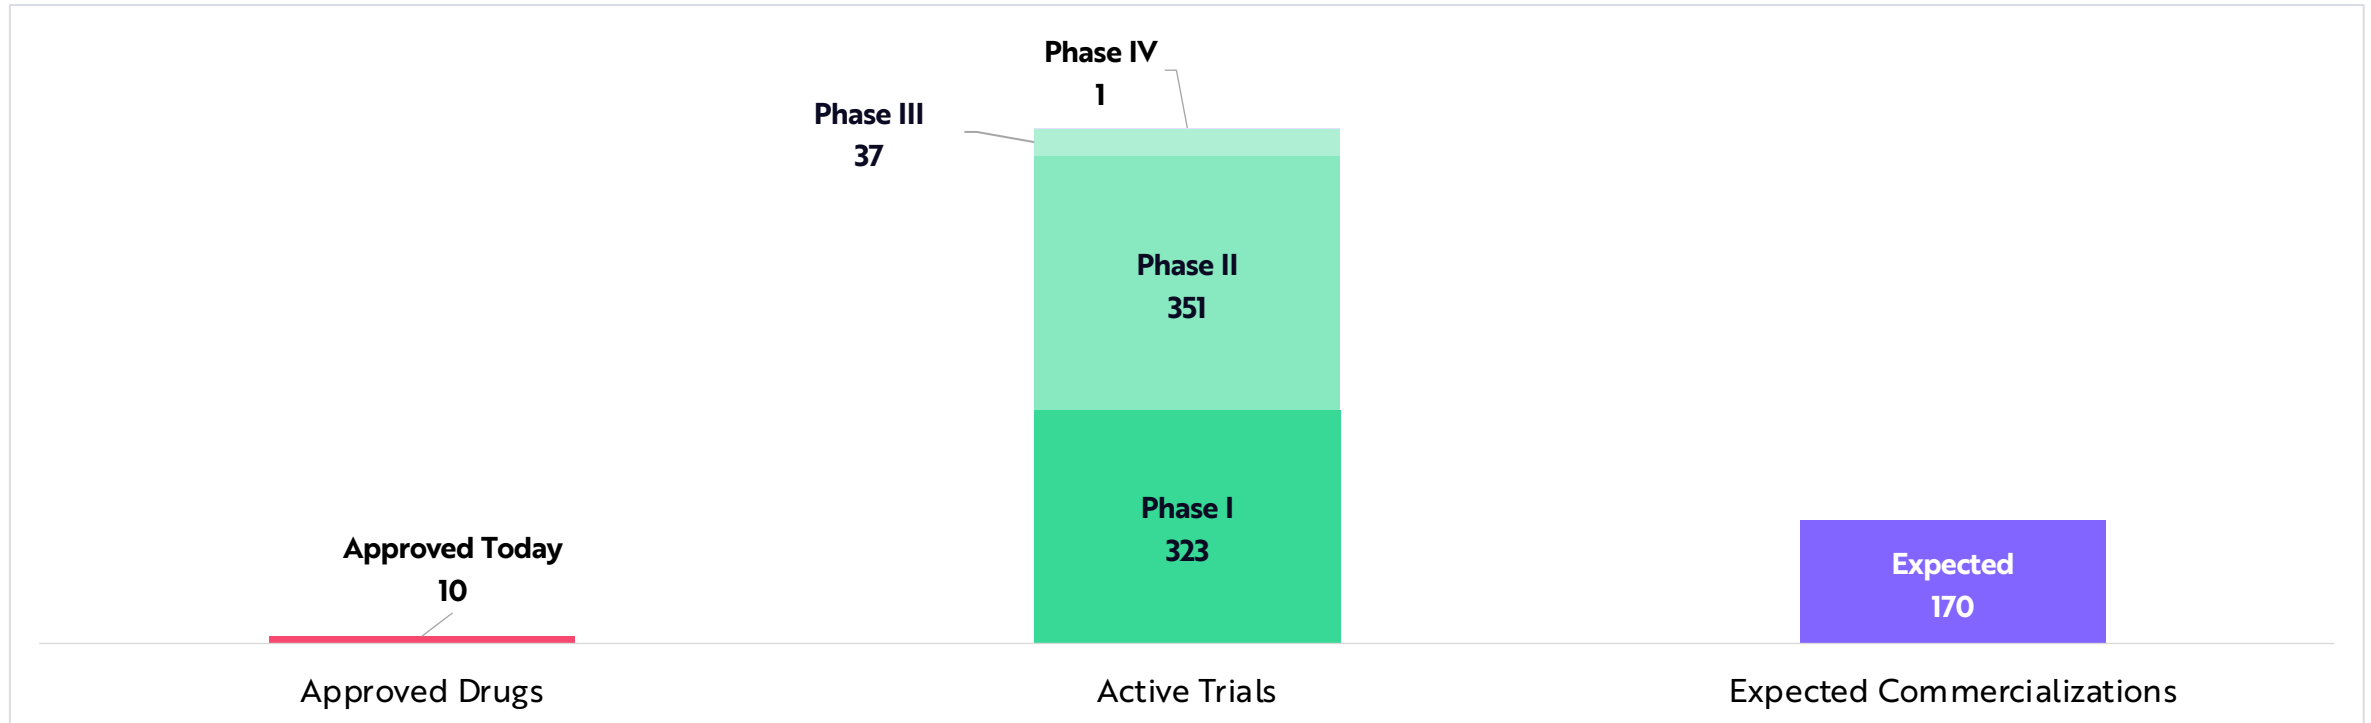 Phase IV
1
Phase III
37
Phase II
351
Phase I
323
Approved Today
10
Expected
170
Approved Drugs
Active Trials
Expected Commercializations